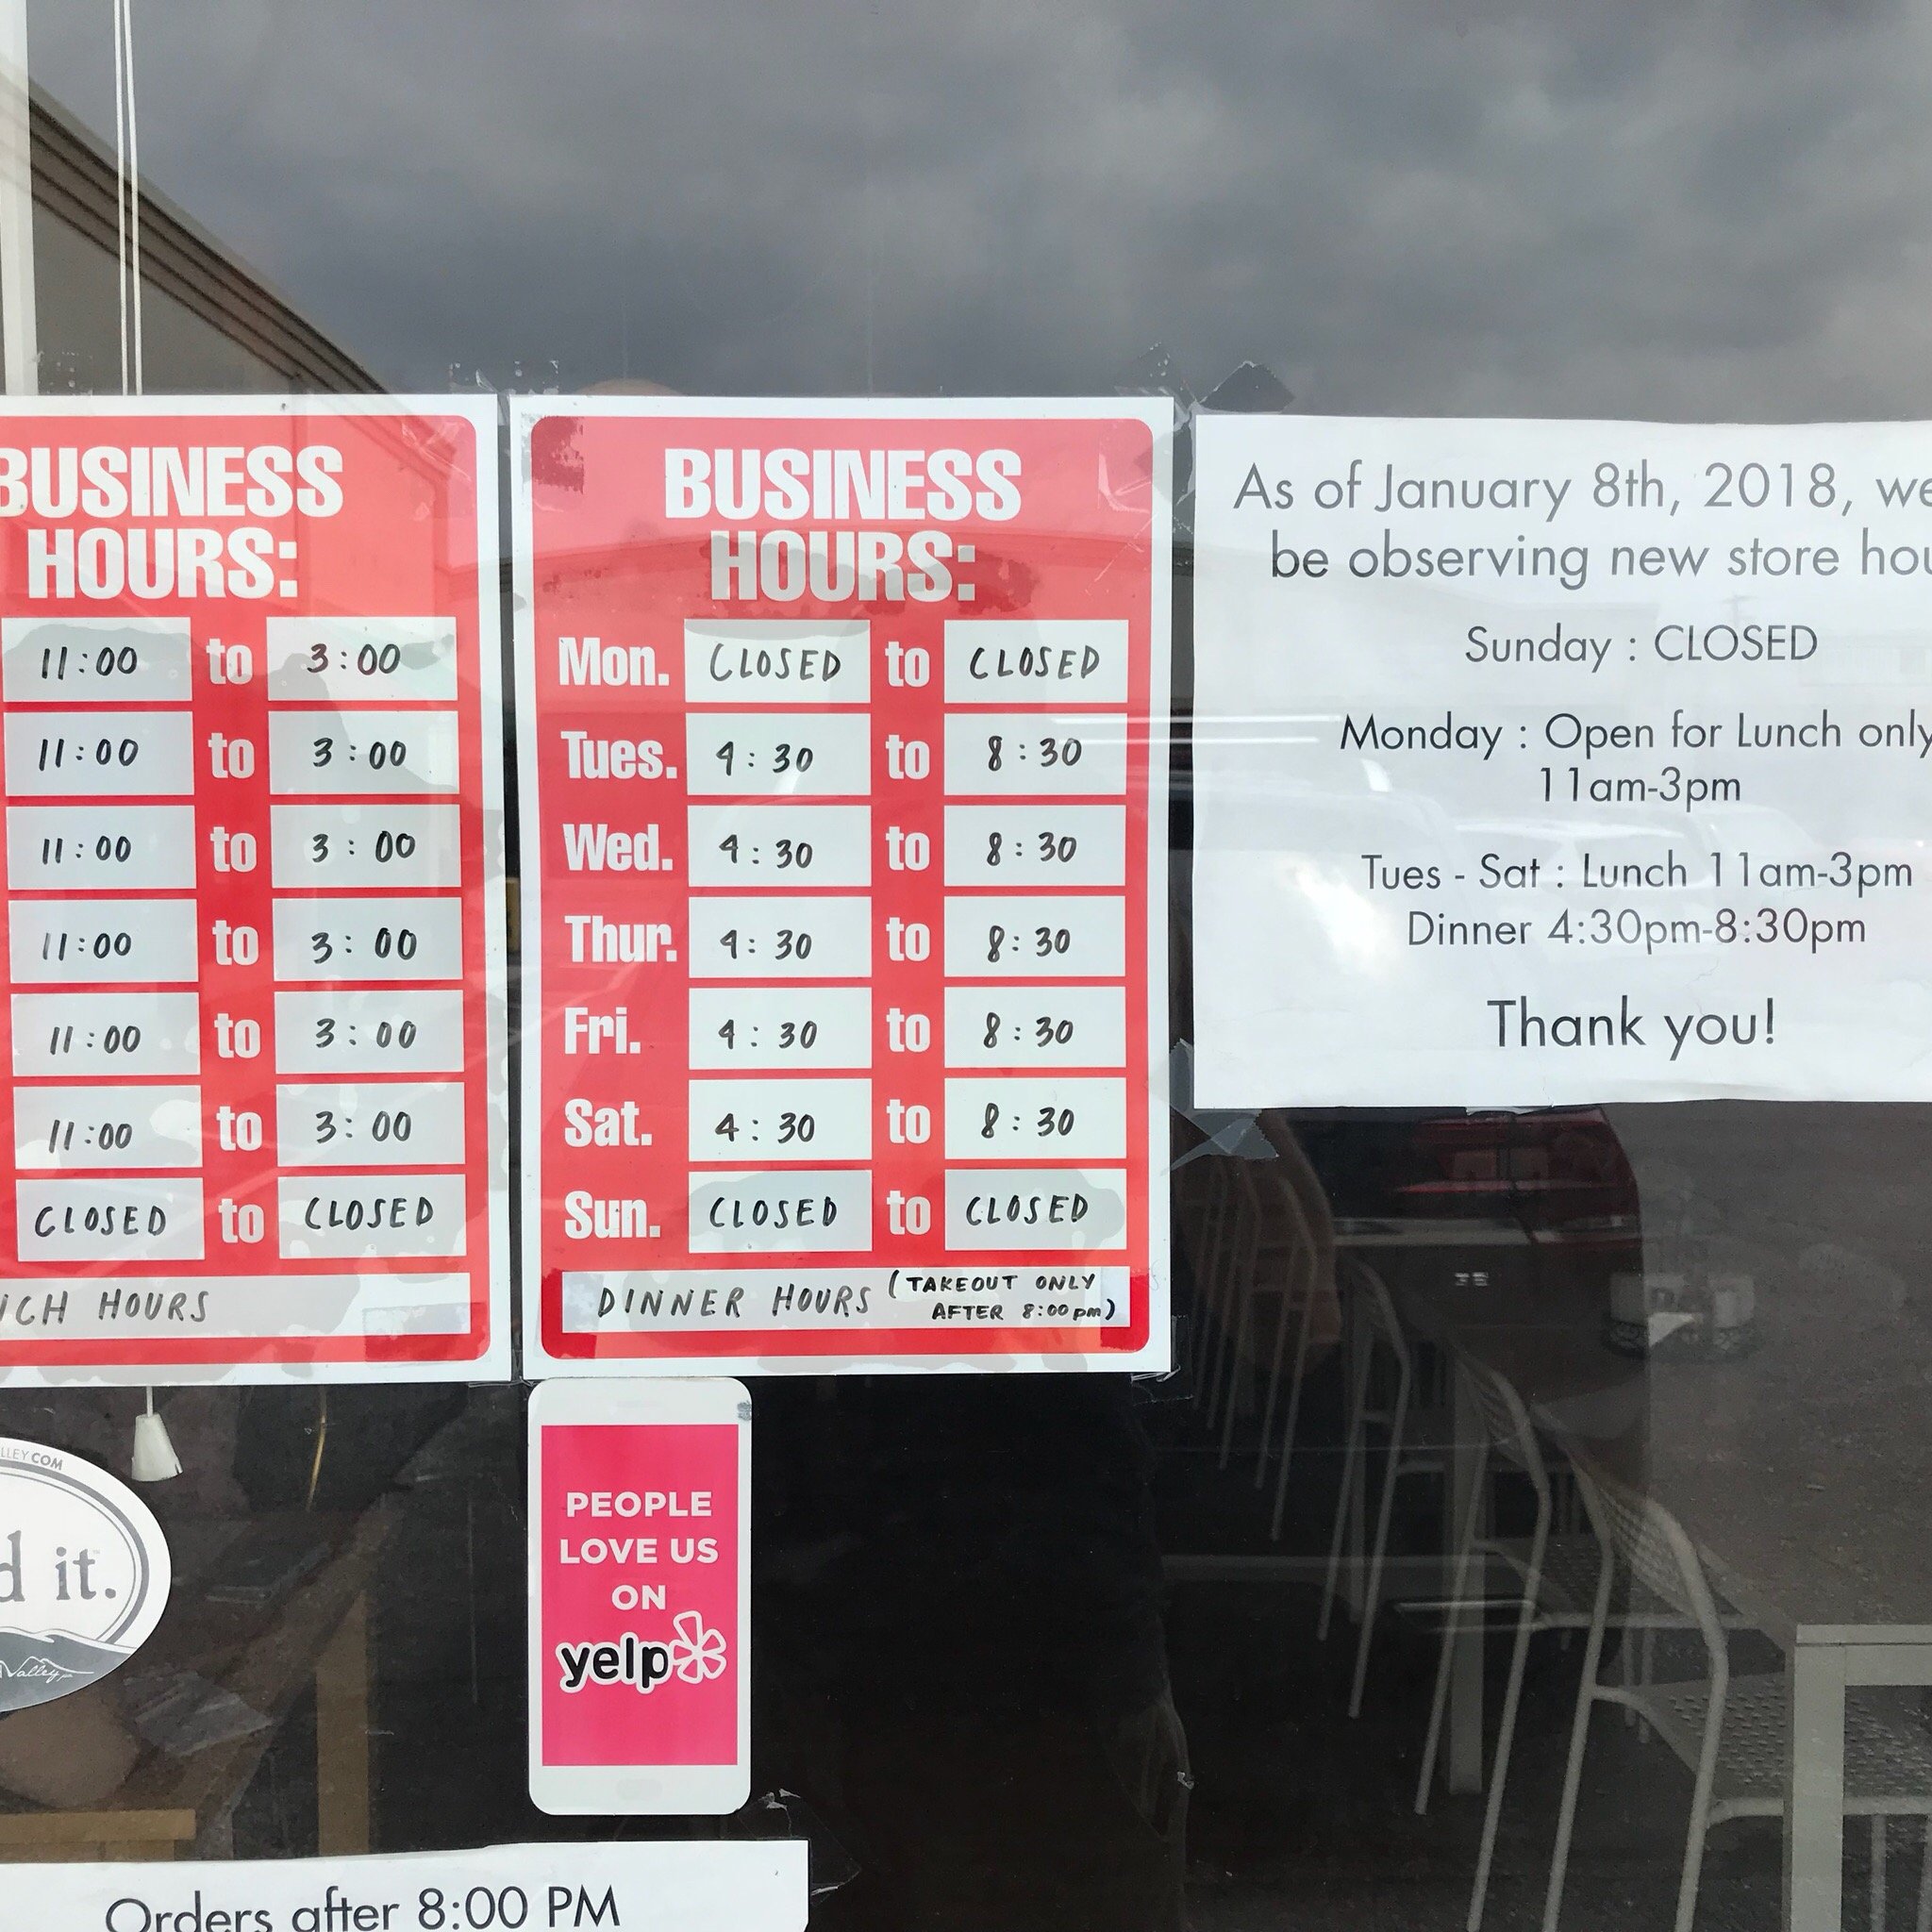 BUSINESS
HOURS:
11:00 to 3:00
11:00 to 3:00
11:00 to 3:00
11:00 to 3:00
11:00 to 3:00
11:00 to 3:00
CLOSED to CLOSED
HOURS
BUSINESS
HOURS:
Mon. CLOSED to CLOSED
Tues. 4:30 to 8:30
Wed. 4:30 to 8:30
Thur. 4:30 to 8:30
Fri. 4:30 to 8:30
Sat. 4:30 to 8:30
Sun. CLOSED to CLOSED
DINNER HOURS (TAKEOUT ONLY
AFTER 8:00pm)
As of January 8th, 2018, we
be observing new store hou
Sunday : CLOSED
Monday : Open for Lunch only
11am-3pm
Tues - Sat : Lunch 11am-3pm
Dinner 4:30pm-8:30pm
Thank you!
PEOPLE
LOVE US
ON
yelp
LLEY.COM
d it.
Valley
Orders after 8:00 PM